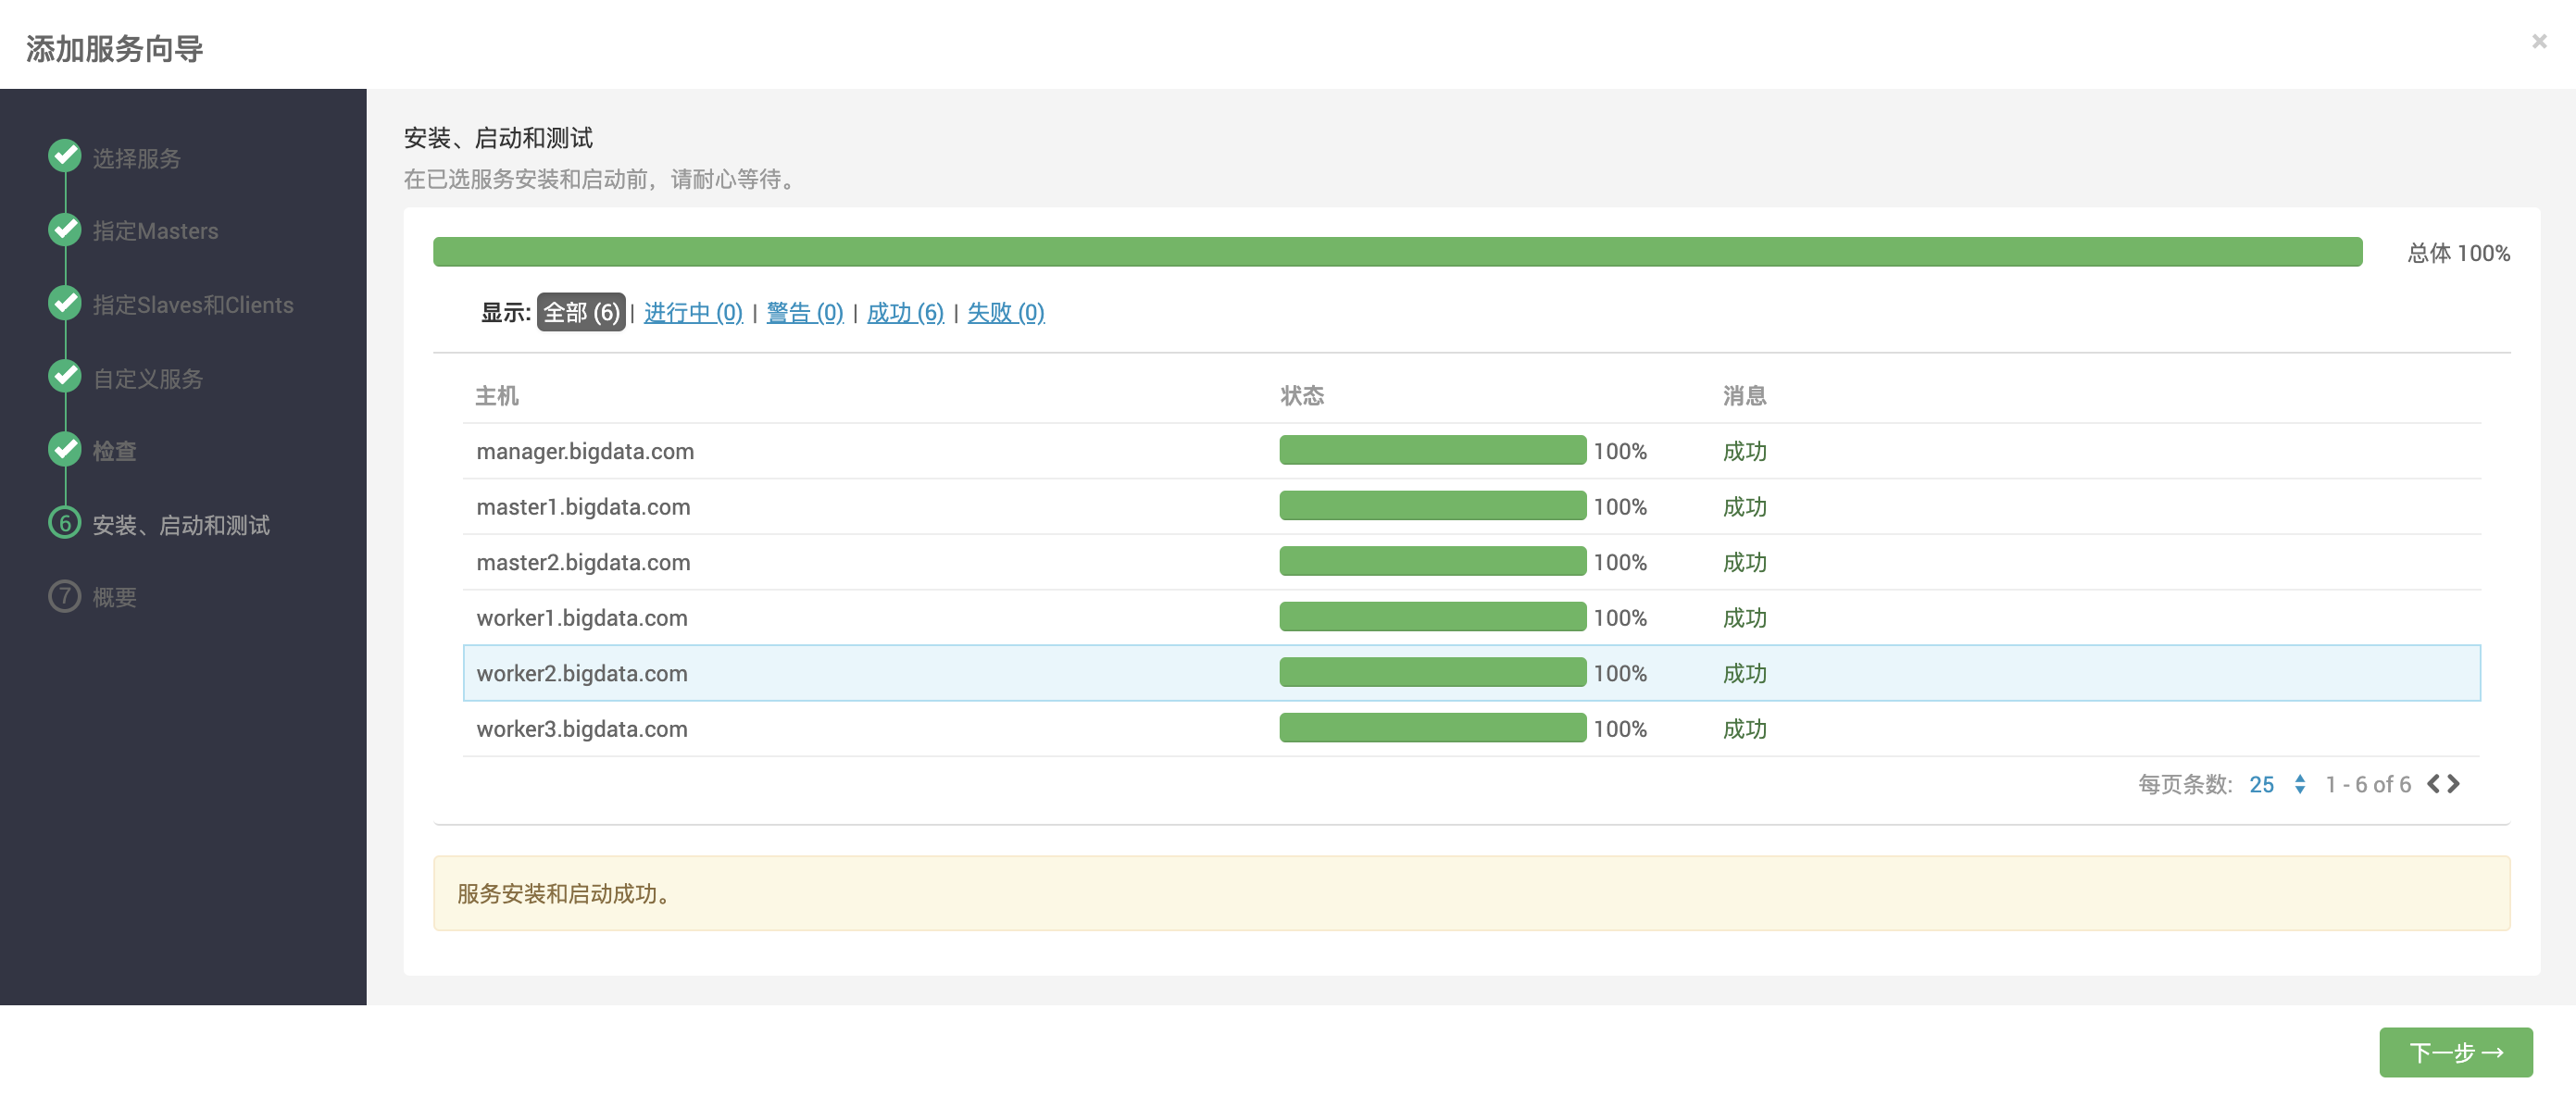 添加服务向导
×
选择服务
指定Masters
指定Slaves和Clients
自定义服务
检查
6 安装、启动和测试
7 概要
安装、启动和测试
在已选服务安装和启动前，请耐心等待。
总体 100%
显示: 全部 (6) | 进行中 (0) | 警告 (0) | 成功 (6) | 失败 (0)
主机 状态 消息
manager.bigdata.com 100% 成功
master1.bigdata.com 100% 成功
master2.bigdata.com 100% 成功
worker1.bigdata.com 100% 成功
worker2.bigdata.com 100% 成功
worker3.bigdata.com 100% 成功
每页条数: 25 1 - 6 of 6
服务安装和启动成功。
下一步 →